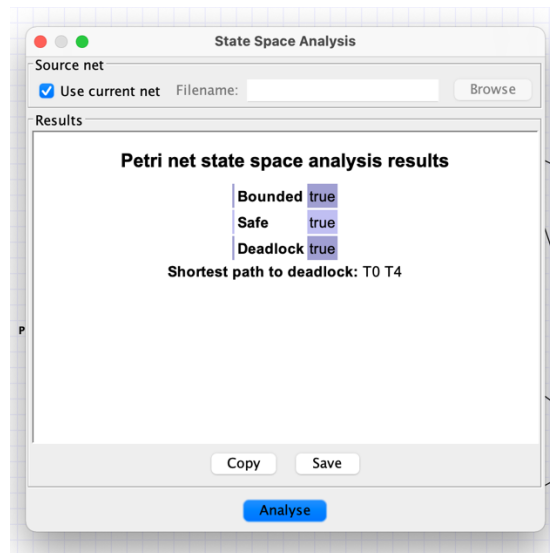 State Space Analysis
Source net
Use current net Filename: Browse
Results
Petri net state space analysis results
Bounded true
Safe true
Deadlock true
Shortest path to deadlock: T0 T4
P
Copy Save
Analyse